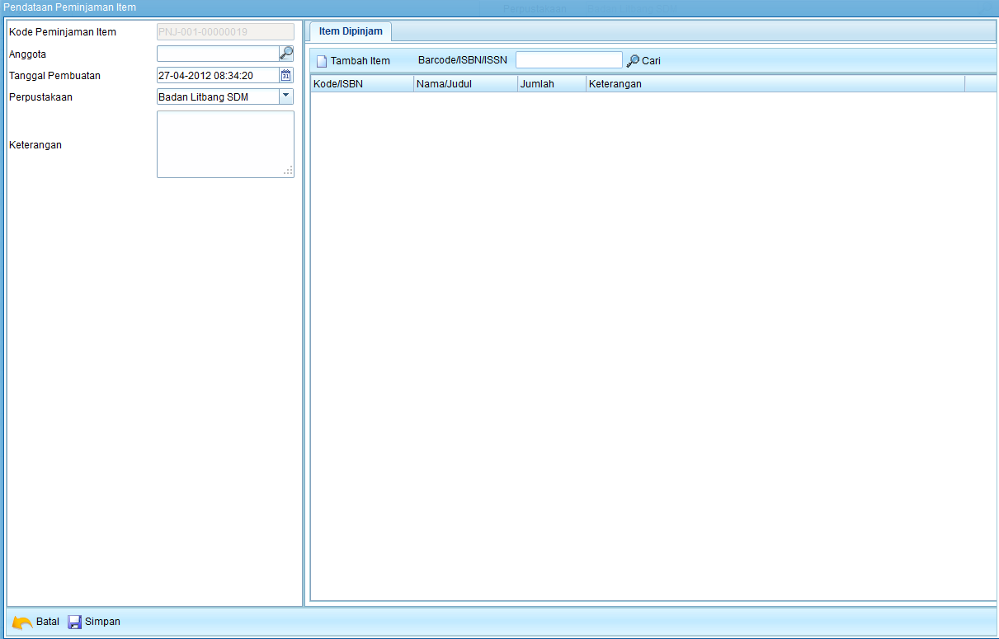 Pendataan Peminjaman Item
Kode Peminjaman Item PNJ-001-00000019
Anggota
Tanggal Pembuatan 27-04-2012 08:34:20 31
Perpustakaan Badan Litbang SDM
Keterangan
Item Dipinjam
Tambah Item Barcode/ISBN/ISSN Cari
Kode/ISBN Nama/Judul Jumlah Keterangan
Batal Simpan